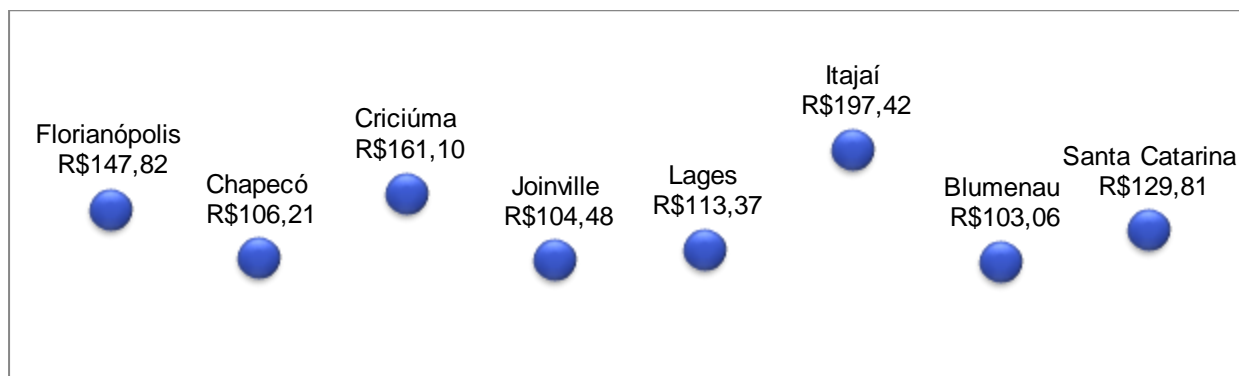 Florianópolis
R$147,82
Chapecó
R$106,21
Criciúma
R$161,10
Joinville
R$104,48
Lages
R$113,37
Itajaí
R$197,42
Blumenau
R$103,06
Santa Catarina
R$129,81